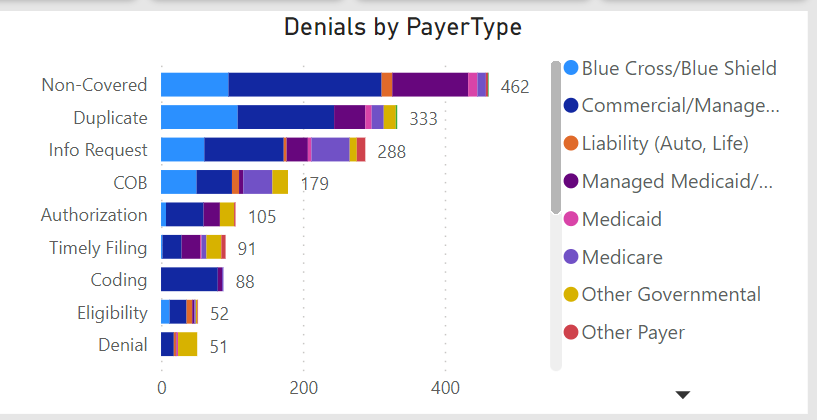 Denials by PayerType
Non-Covered 462
Duplicate 333
Info Request 288
COB 179
Authorization 105
Timely Filing 91
Coding 88
Eligibility 52
Denial 51
0 200 400
Blue Cross/Blue Shield
Commercial/Manage...
Liability (Auto, Life)
Managed Medicaid/...
Medicaid
Medicare
Other Governmental
Other Payer